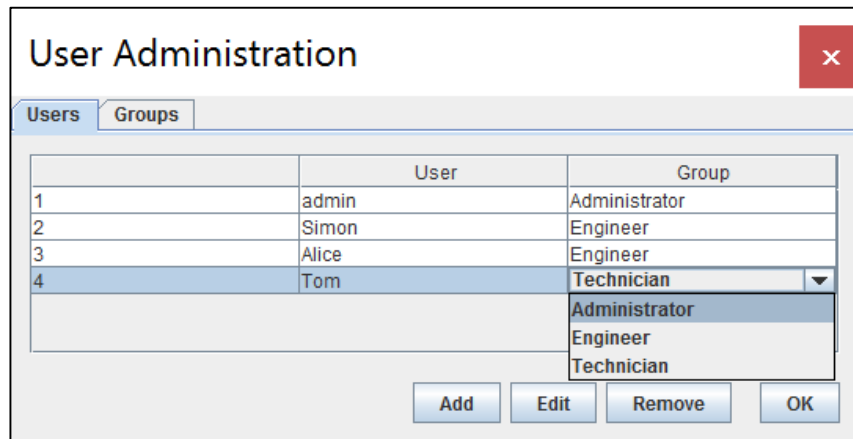 User Administration x
Users Groups
User Group
1 admin Administrator
2 Simon Engineer
3 Alice Engineer
4 Tom Technician
Administrator
Engineer
Technician
Add Edit Remove OK